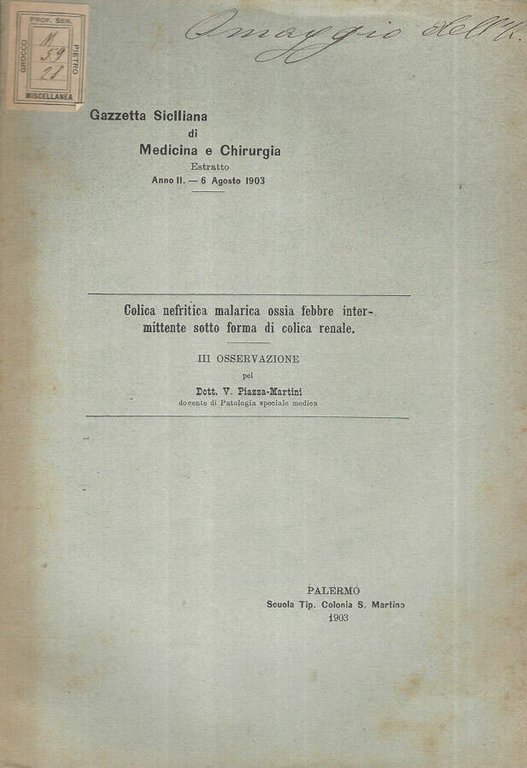 PROF. SEN.
GROCCO
PIETRO
59
MISCELLANEA
Omaggio dell'A.
Gazzetta Siciliana
di
Medicina e Chirurgia
Estratto
Anno II. — 6 Agosto 1903
Colica nefritica malarica ossia febbre inter-
mittente sotto forma di colica renale.
III OSSERVAZIONE
pel
Dott. V. Piazza-Martini
docente di Patologia speciale medica
PALERMO
Scuola Tip. Colonia S. Martino
1903